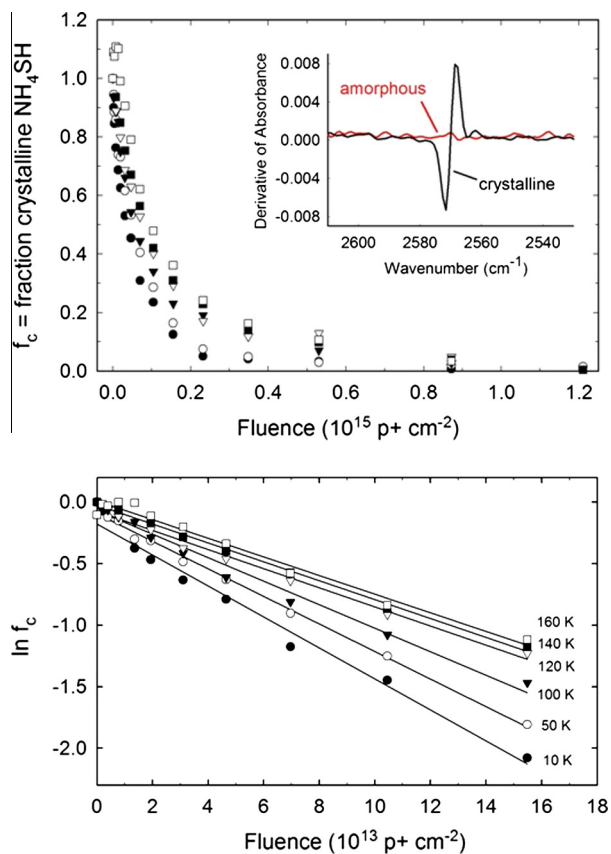 f_c = fraction crystalline NH4SH
1.2
1.0
0.8
0.6
0.4
0.2
0.0
0.0 0.2 0.4 0.6 0.8 1.0 1.2
Fluence (10^15 p+ cm^-2)
Derivative of Absorbance
0.008
0.004
0.000
-0.004
-0.008
amorphous
crystalline
2600 2580 2560 2540
Wavenumber (cm^-1)
ln f_c
0.0
-0.5
-1.0
-1.5
-2.0
160 K
140 K
120 K
100 K
50 K
10 K
0 2 4 6 8 10 12 14 16 18
Fluence (10^13 p+ cm^-2)